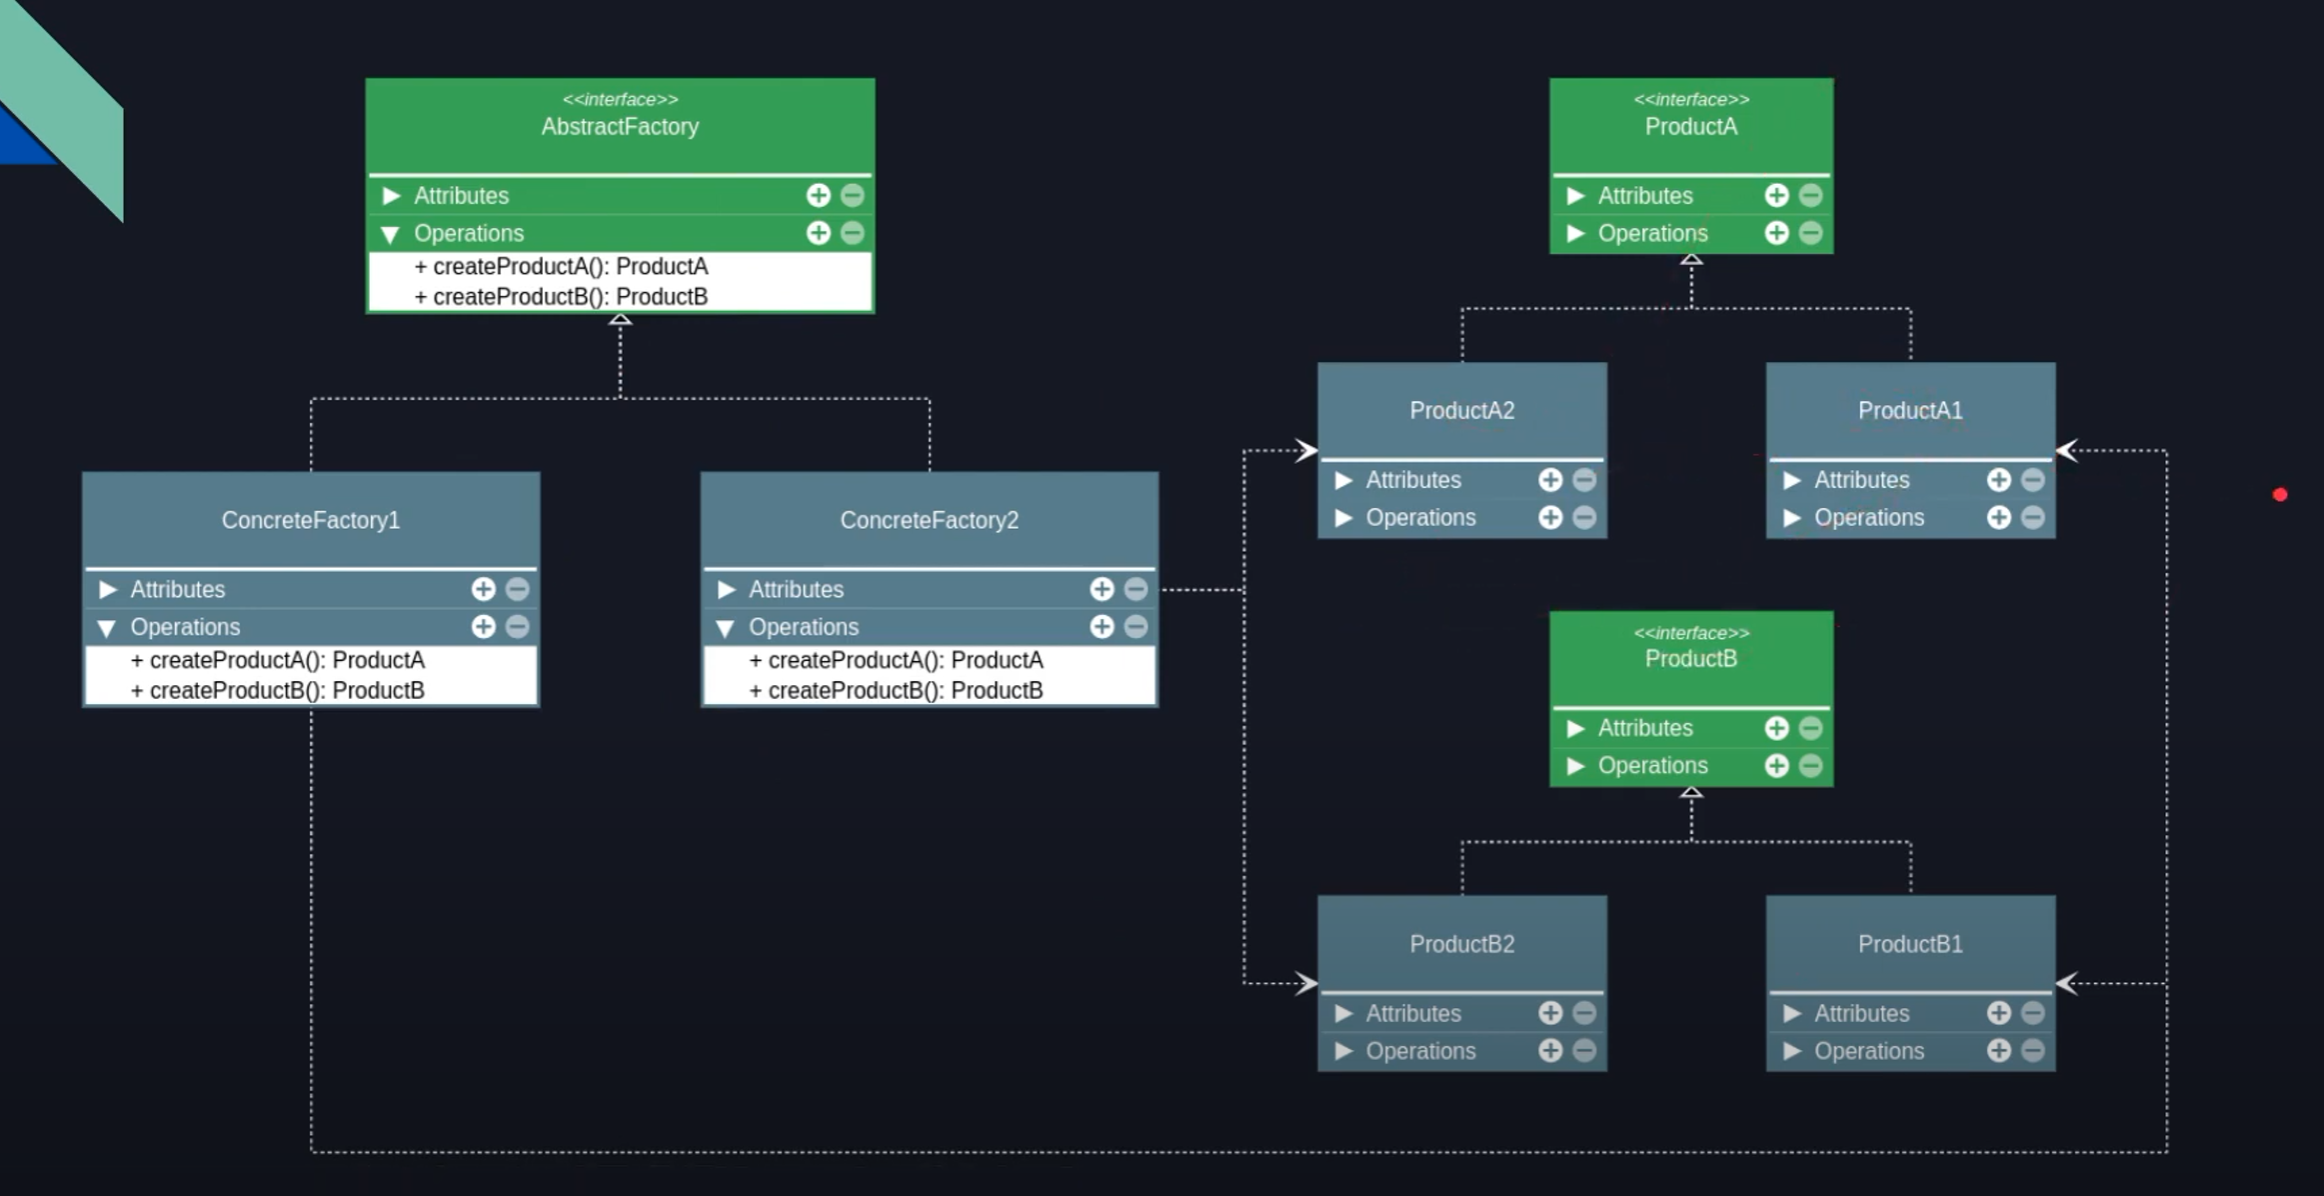 <<interface>>
AbstractFactory
Attributes
Operations
+ createProductA(): ProductA
+ createProductB(): ProductB
<<interface>>
ProductA
Attributes
Operations
ConcreteFactory1
Attributes
Operations
+ createProductA(): ProductA
+ createProductB(): ProductB
ConcreteFactory2
Attributes
Operations
+ createProductA(): ProductA
+ createProductB(): ProductB
ProductA2
Attributes
Operations
ProductA1
Attributes
Operations
<<interface>>
ProductB
Attributes
Operations
ProductB2
Attributes
Operations
ProductB1
Attributes
Operations